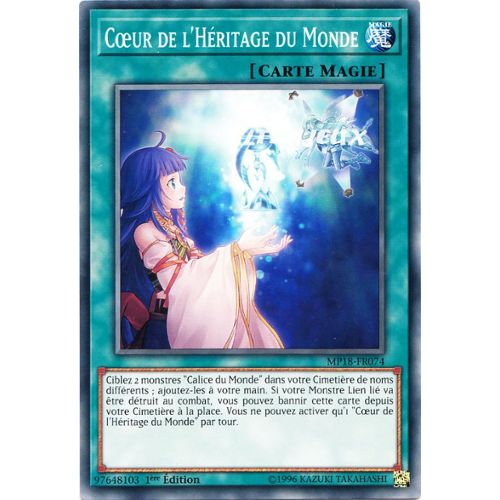 Cœur de l'Héritage du Monde
MAGIE
魔
[Carte Magie]
JEUX
MP18-FR074
Ciblez 2 monstres "Calice du Monde" dans votre Cimetière de noms
différents ; ajoutez-les à votre main. Si votre Monstre Lien lié va
être détruit au combat, vous pouvez bannir cette carte depuis
votre Cimetière à la place. Vous ne pouvez activer qu'1 "Cœur de
l'Héritage du Monde" par tour.
97648103
1ère Édition
©1996 KAZUKI TAKAHASHI